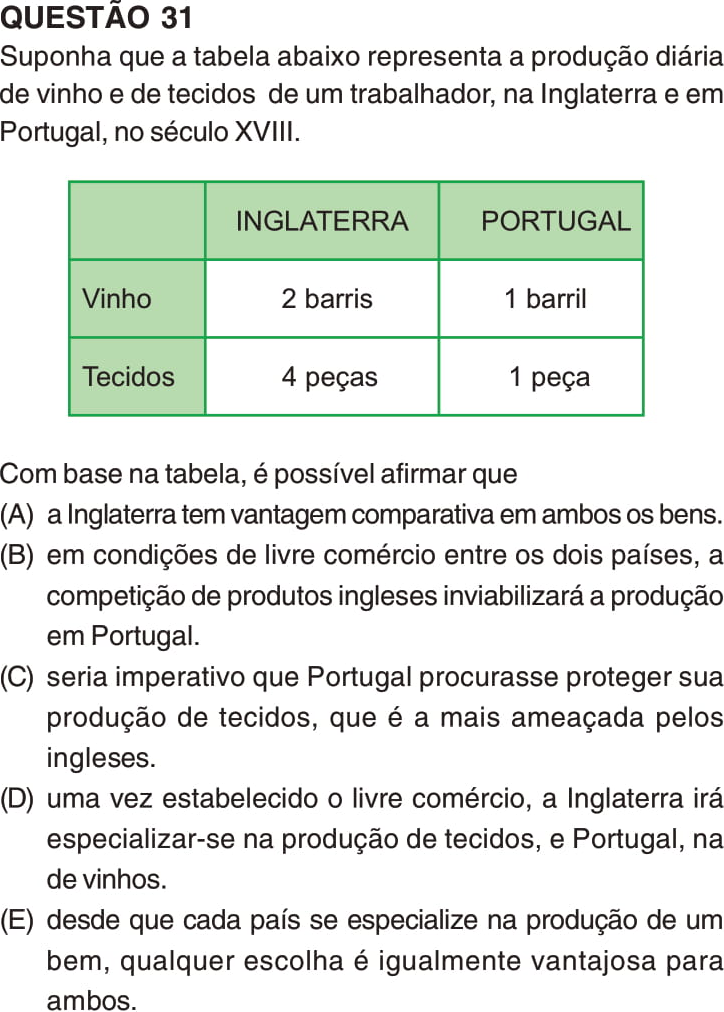 QUESTÃO 31
Suponha que a tabela abaixo representa a produção diária
de vinho e de tecidos de um trabalhador, na Inglaterra e em
Portugal, no século XVIII.
INGLATERRA PORTUGAL
Vinho 2 barris 1 barril
Tecidos 4 peças 1 peça
Com base na tabela, é possível afirmar que
(A) a Inglaterra tem vantagem comparativa em ambos os bens.
(B) em condições de livre comércio entre os dois países, a
competição de produtos ingleses inviabilizará a produção
em Portugal.
(C) seria imperativo que Portugal procurasse proteger sua
produção de tecidos, que é a mais ameaçada pelos
ingleses.
(D) uma vez estabelecido o livre comércio, a Inglaterra irá
especializar-se na produção de tecidos, e Portugal, na
de vinhos.
(E) desde que cada país se especialize na produção de um
bem, qualquer escolha é igualmente vantajosa para
ambos.